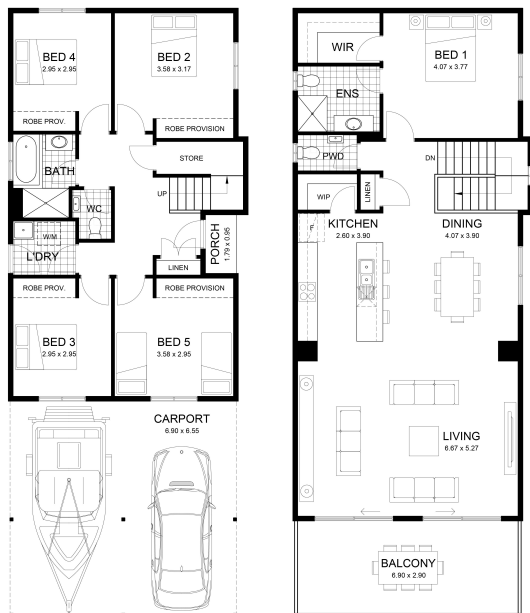 BED 4
2.95 x 2.95
BED 2
3.58 x 3.17
ROBE PROV.
ROBE PROVISION
BATH
STORE
UP
WC
W/M
L'DRY
PORCH
1.79 x 0.95
LINEN
ROBE PROV.
ROBE PROVISION
BED 3
2.95 x 2.95
BED 5
3.58 x 2.95
CARPORT
6.90 x 6.55
WIR
BED 1
4.07 x 3.77
ENS
PWD
DN
WIP
LINEN
KITCHEN
2.60 x 3.90
DINING
4.07 x 3.90
F
LIVING
6.67 x 5.27
BALCONY
6.90 x 2.90